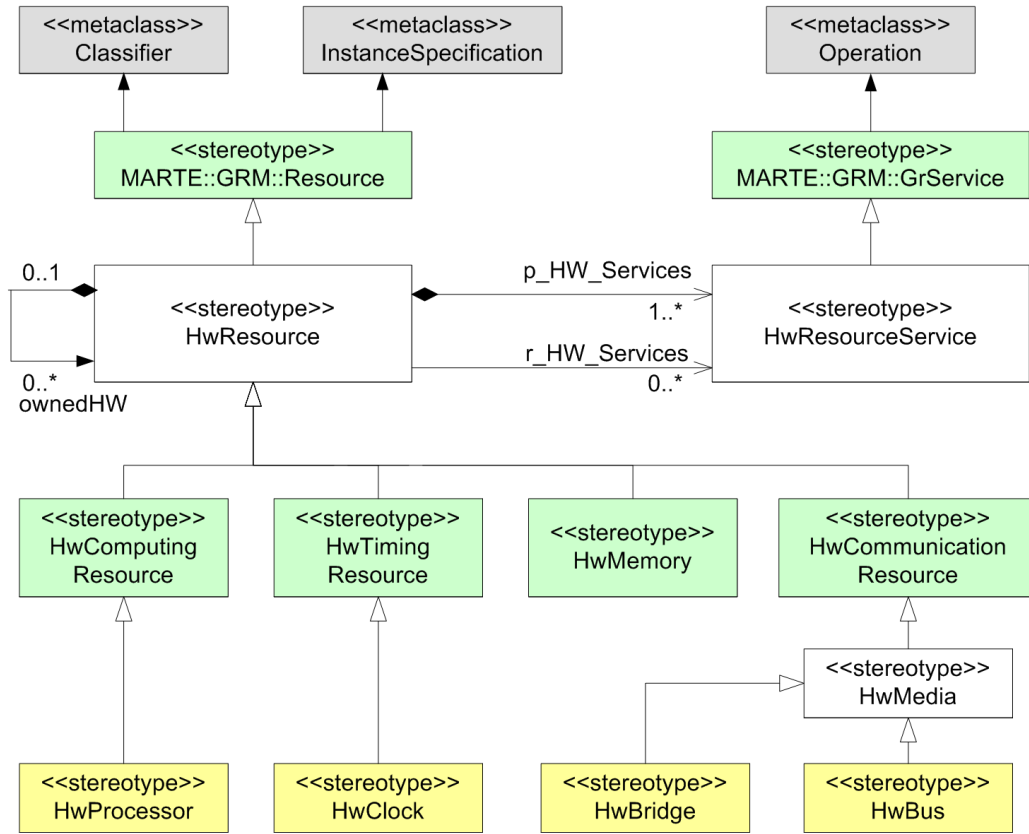 <<metaclass>>
Classifier
<<metaclass>>
InstanceSpecification
<<metaclass>>
Operation
<<stereotype>>
MARTE::GRM::Resource
<<stereotype>>
MARTE::GRM::GrService
0..1
<<stereotype>>
HwResource
p_HW_Services
1..*
<<stereotype>>
HwResourceService
r_HW_Services
0..*
0..*
ownedHW
<<stereotype>>
HwComputing
Resource
<<stereotype>>
HwTiming
Resource
<<stereotype>>
HwMemory
<<stereotype>>
HwCommunication
Resource
<<stereotype>>
HwMedia
<<stereotype>>
HwProcessor
<<stereotype>>
HwClock
<<stereotype>>
HwBridge
<<stereotype>>
HwBus